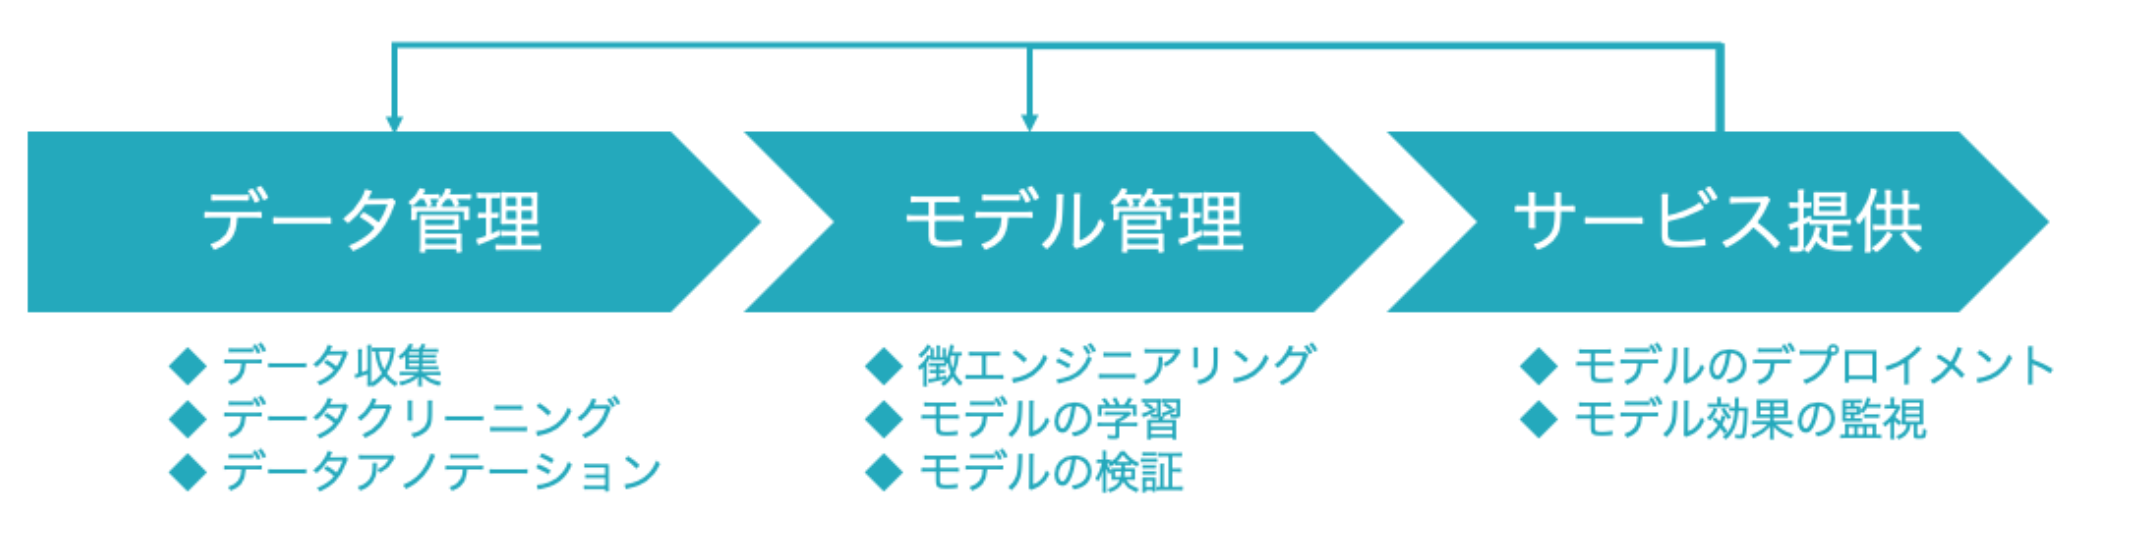 データ管理
モデル管理
サービス提供
◆ データ収集
◆ データクリーニング
◆ データアノテーション
◆ 徴エンジニアリング
◆ モデルの学習
◆ モデルの検証
◆ モデルのデプロイメント
◆ モデル効果の監視